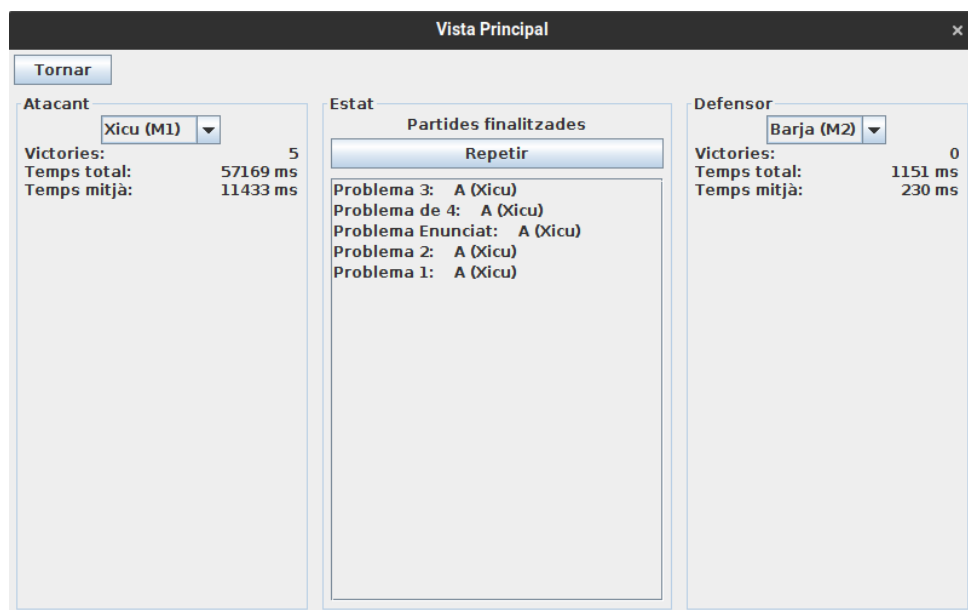 Vista Principal
Tornar
Atacant
Xicu (M1)
Victories: 5
Temps total: 57169 ms
Temps mitjà: 11433 ms
Estat
Partides finalitzades
Repetir
Problema 3: A (Xicu)
Problema de 4: A (Xicu)
Problema Enunciat: A (Xicu)
Problema 2: A (Xicu)
Problema 1: A (Xicu)
Defensor
Barja (M2)
Victories: 0
Temps total: 1151 ms
Temps mitjà: 230 ms